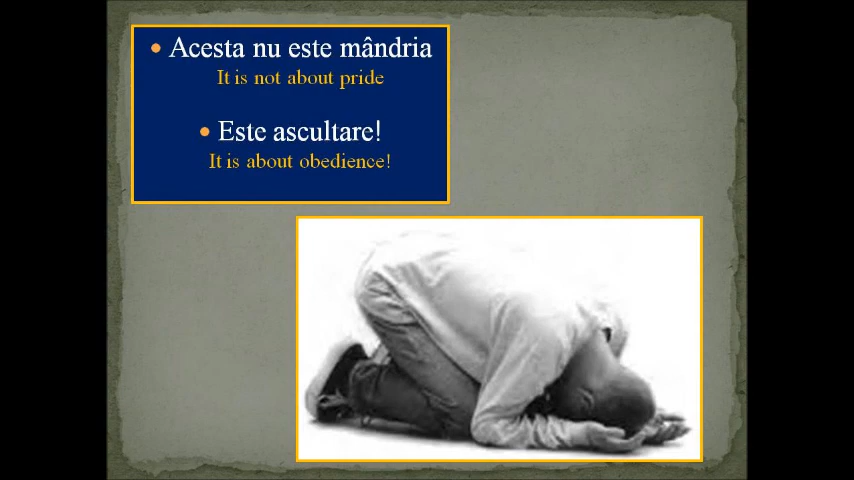 Acesta nu este mândria
It is not about pride
Este ascultare!
It is about obedience!